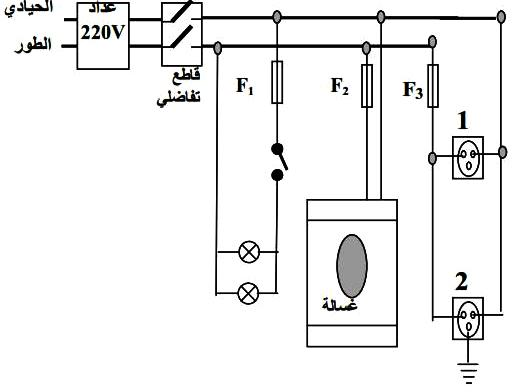 الحيادي
عداد
220V
الطور
قاطع
تفاضلي
F₁
F₂
F₃
1
غسالة
2